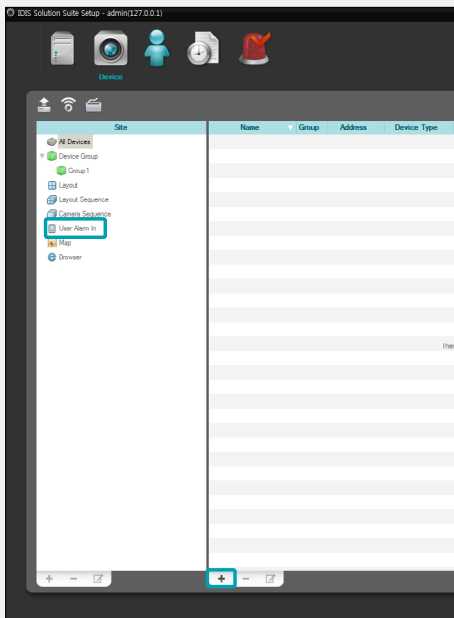 IDIS Solution Suite Setup - admin(127.0.0.1)
Device
Site
Name Group Address Device Type
All Devices
Device Group
Group1
Layout
Layout Sequence
Camera Sequence
User Alarm In
Map
Browser